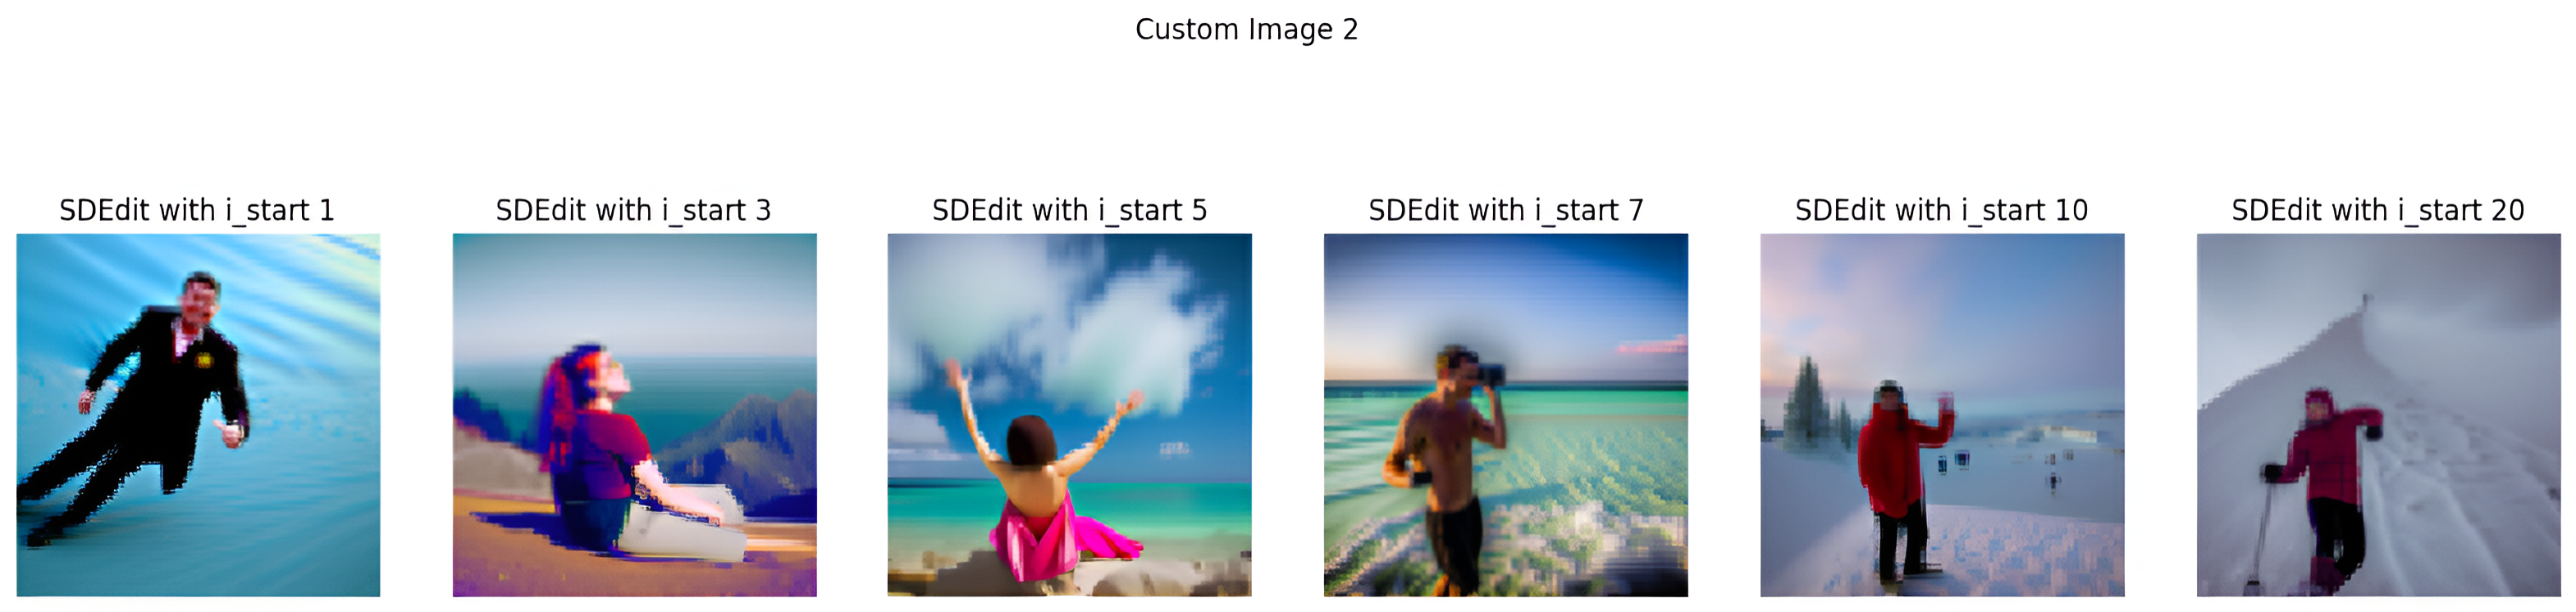 Custom Image 2
SDEdit with i_start 1
SDEdit with i_start 3
SDEdit with i_start 5
SDEdit with i_start 7
SDEdit with i_start 10
SDEdit with i_start 20